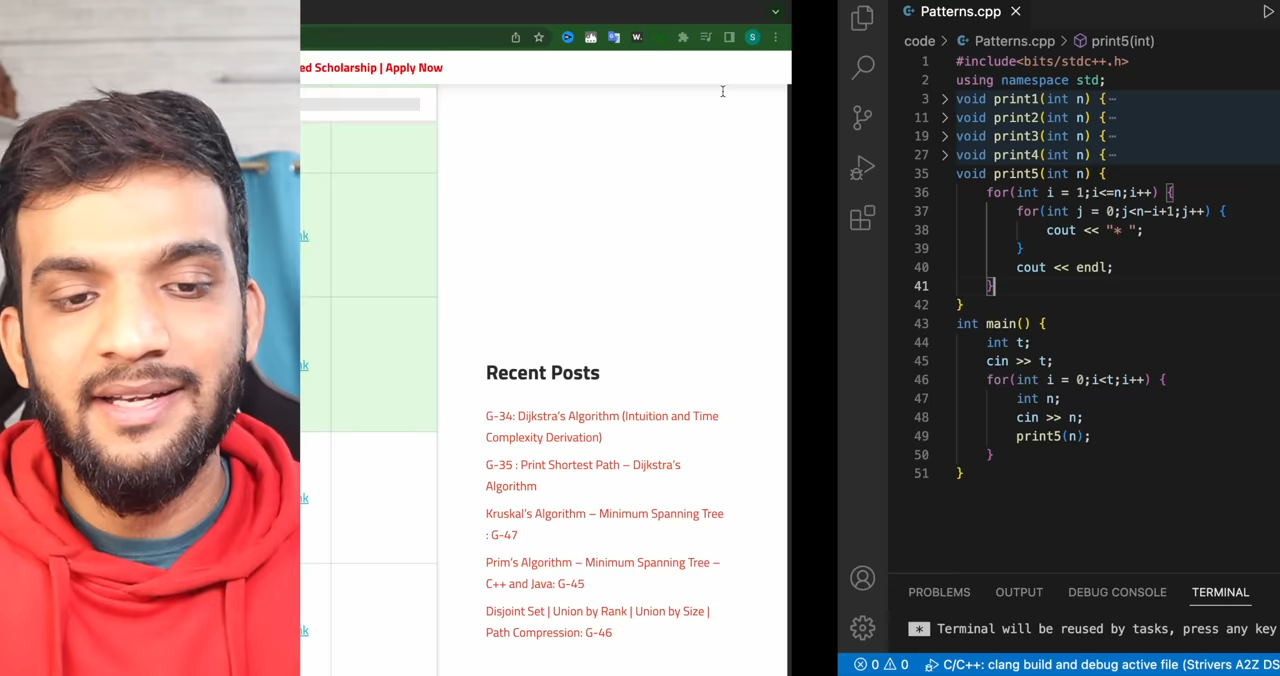 ed Scholarship | Apply Now
nk
nk
nk
nk
Recent Posts
G-34: Dijkstra's Algorithm (Intuition and Time
Complexity Derivation)
G-35 : Print Shortest Path – Dijkstra's
Algorithm
Kruskal's Algorithm – Minimum Spanning Tree
: G-47
Prim's Algorithm – Minimum Spanning Tree –
C++ and Java: G-45
Disjoint Set | Union by Rank | Union by Size |
Path Compression: G-46
S
W.
Patterns.cpp
code > Patterns.cpp > print5(int)
1 #include<bits/stdc++.h>
2 using namespace std;
3 void print1(int n) {⋯
11 void print2(int n) {⋯
19 void print3(int n) {⋯
27 void print4(int n) {⋯
35 void print5(int n) {
36 for(int i = 1;i<=n;i++) {
37 for(int j = 0;j<n-i+1;j++) {
38 cout << "* ";
39 }
40 cout << endl;
41 }
42 }
43 int main() {
44 int t;
45 cin >> t;
46 for(int i = 0;i<t;i++) {
47 int n;
48 cin >> n;
49 print5(n);
50 }
51 }
PROBLEMS OUTPUT DEBUG CONSOLE TERMINAL
* Terminal will be reused by tasks, press any key
0 0 C/C++: clang build and debug active file (Strivers A2Z DS